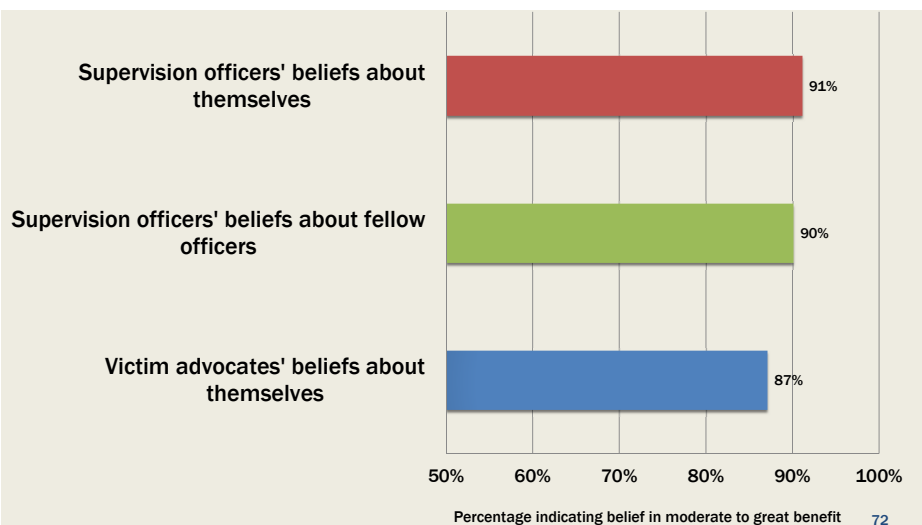 Supervision officers' beliefs about
themselves
91%
Supervision officers' beliefs about fellow
officers
90%
Victim advocates' beliefs about
themselves
87%
50% 60% 70% 80% 90% 100%
Percentage indicating belief in moderate to great benefit 72